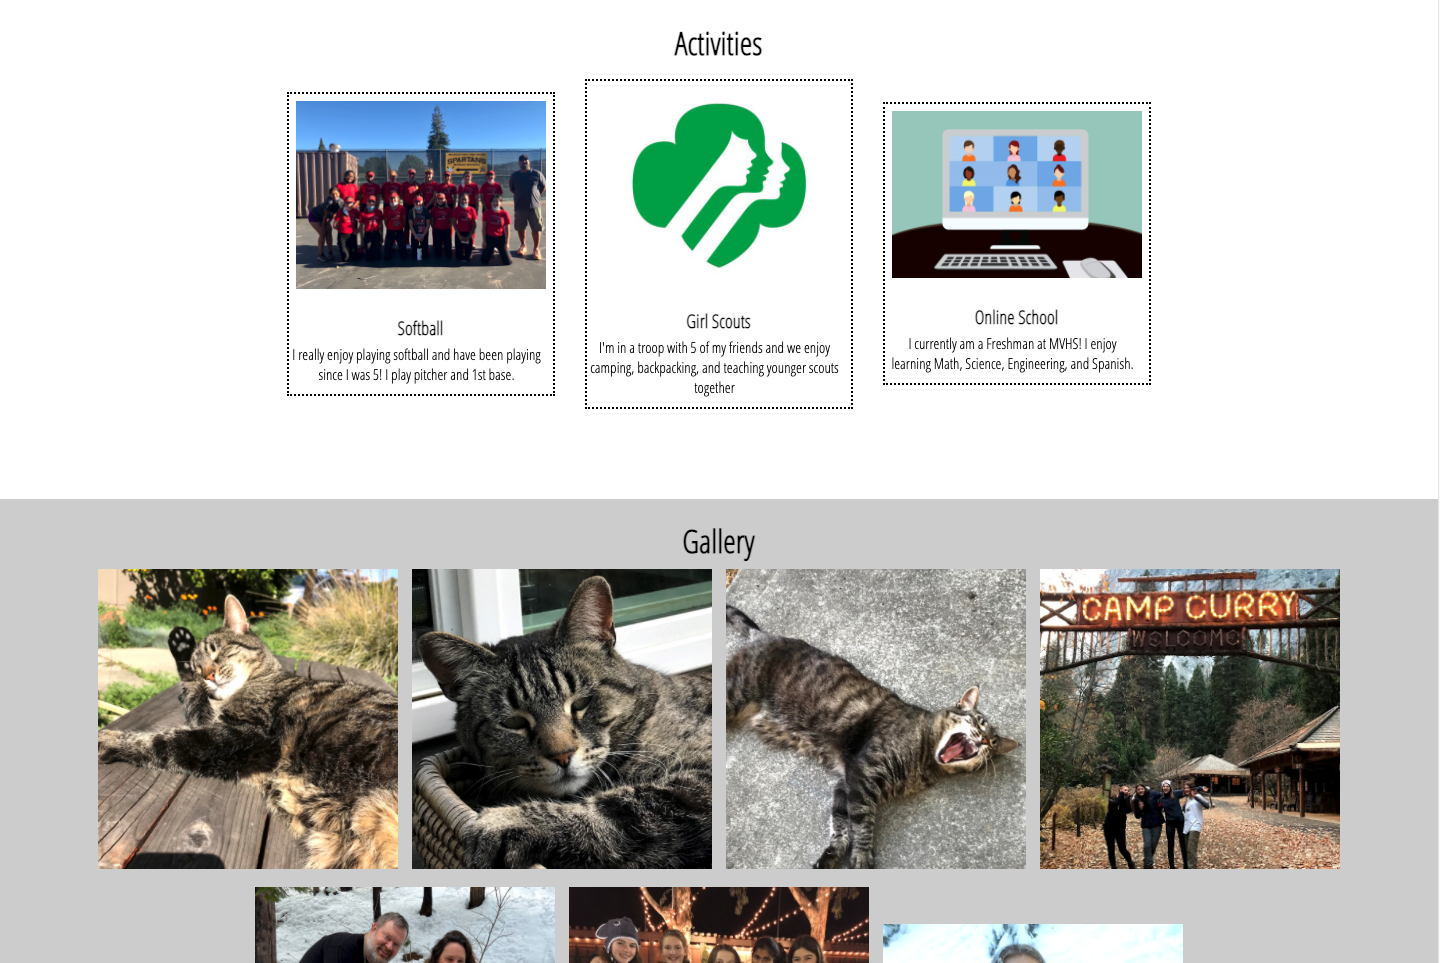 Activities
SPARTANS
Softball
I really enjoy playing softball and have been playing
since I was 5! I play pitcher and 1st base.
Girl Scouts
I'm in a troop with 5 of my friends and we enjoy
camping, backpacking, and teaching younger scouts
together
Online School
I currently am a Freshman at MVHS! I enjoy
learning Math, Science, Engineering, and Spanish.
Gallery
CAMP CURRY
WELCOME